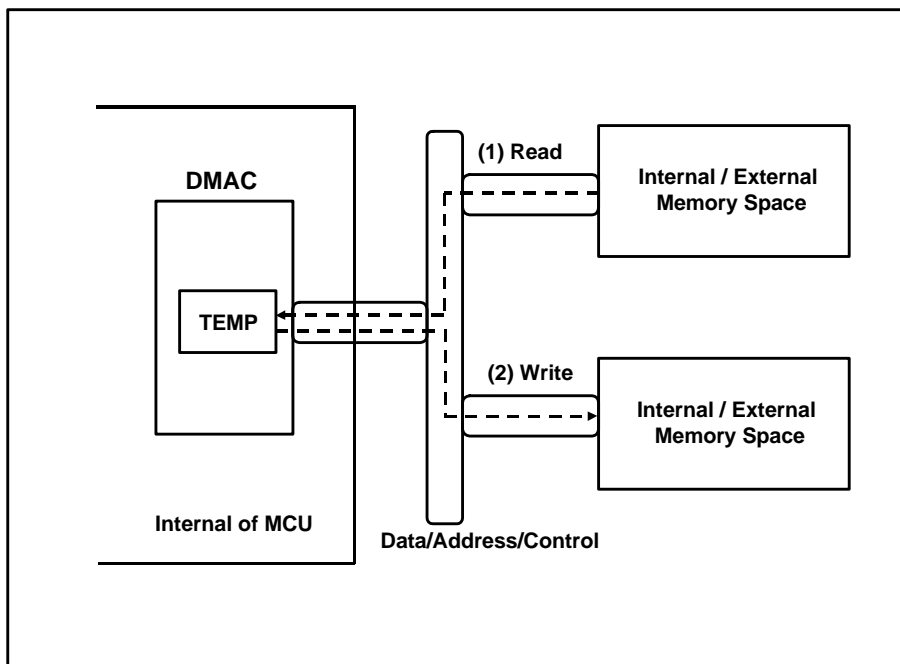 (1) Read
Internal / External
Memory Space
DMAC
TEMP
(2) Write
Internal / External
Memory Space
Internal of MCU
Data/Address/Control